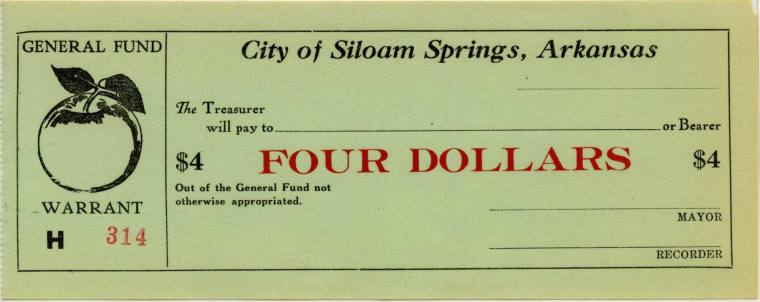 GENERAL FUND
WARRANT
H 314
City of Siloam Springs, Arkansas
The Treasurer
will pay to or Bearer
$4 FOUR DOLLARS $4
Out of the General Fund not
otherwise appropriated.
MAYOR
RECORDER